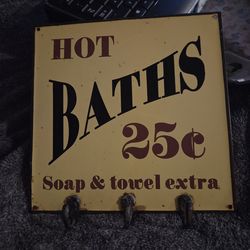 HOT
BATHS
25¢
Soap & towel extra